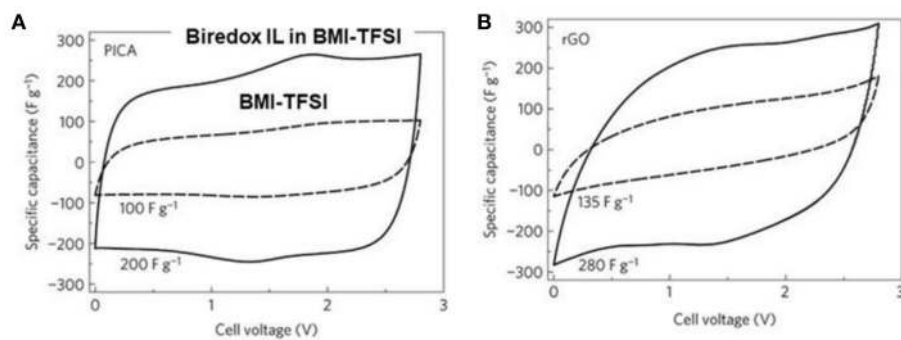 A
PICA
Biredox IL in BMI-TFSI
BMI-TFSI
100 F g⁻¹
200 F g⁻¹
300
200
100
0
−100
−200
−300
Specific capacitance (F g⁻¹)
0
1
2
3
Cell voltage (V)
B
rGO
135 F g⁻¹
280 F g⁻¹
300
200
100
0
−100
−200
−300
Specific capacitance (F g⁻¹)
0
1
2
3
Cell voltage (V)